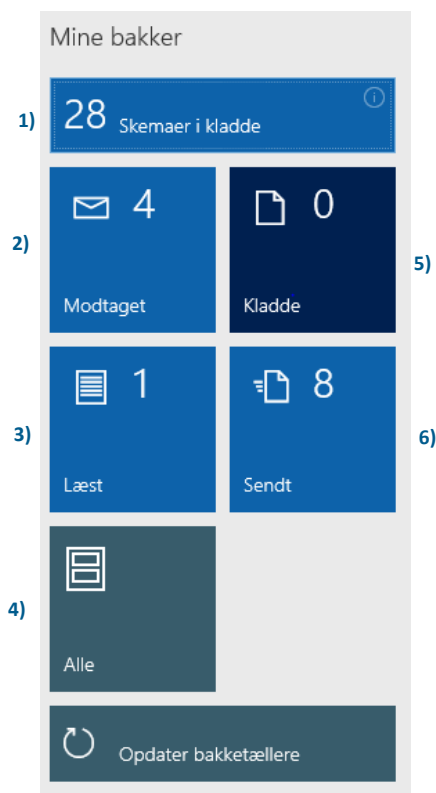 Mine bakker
1)
28 Skemaer i kladde
2)
4
Modtaget
0
Kladde
5)
3)
1
Læst
8
Sendt
6)
4)
Alle
Opdater bakketællere